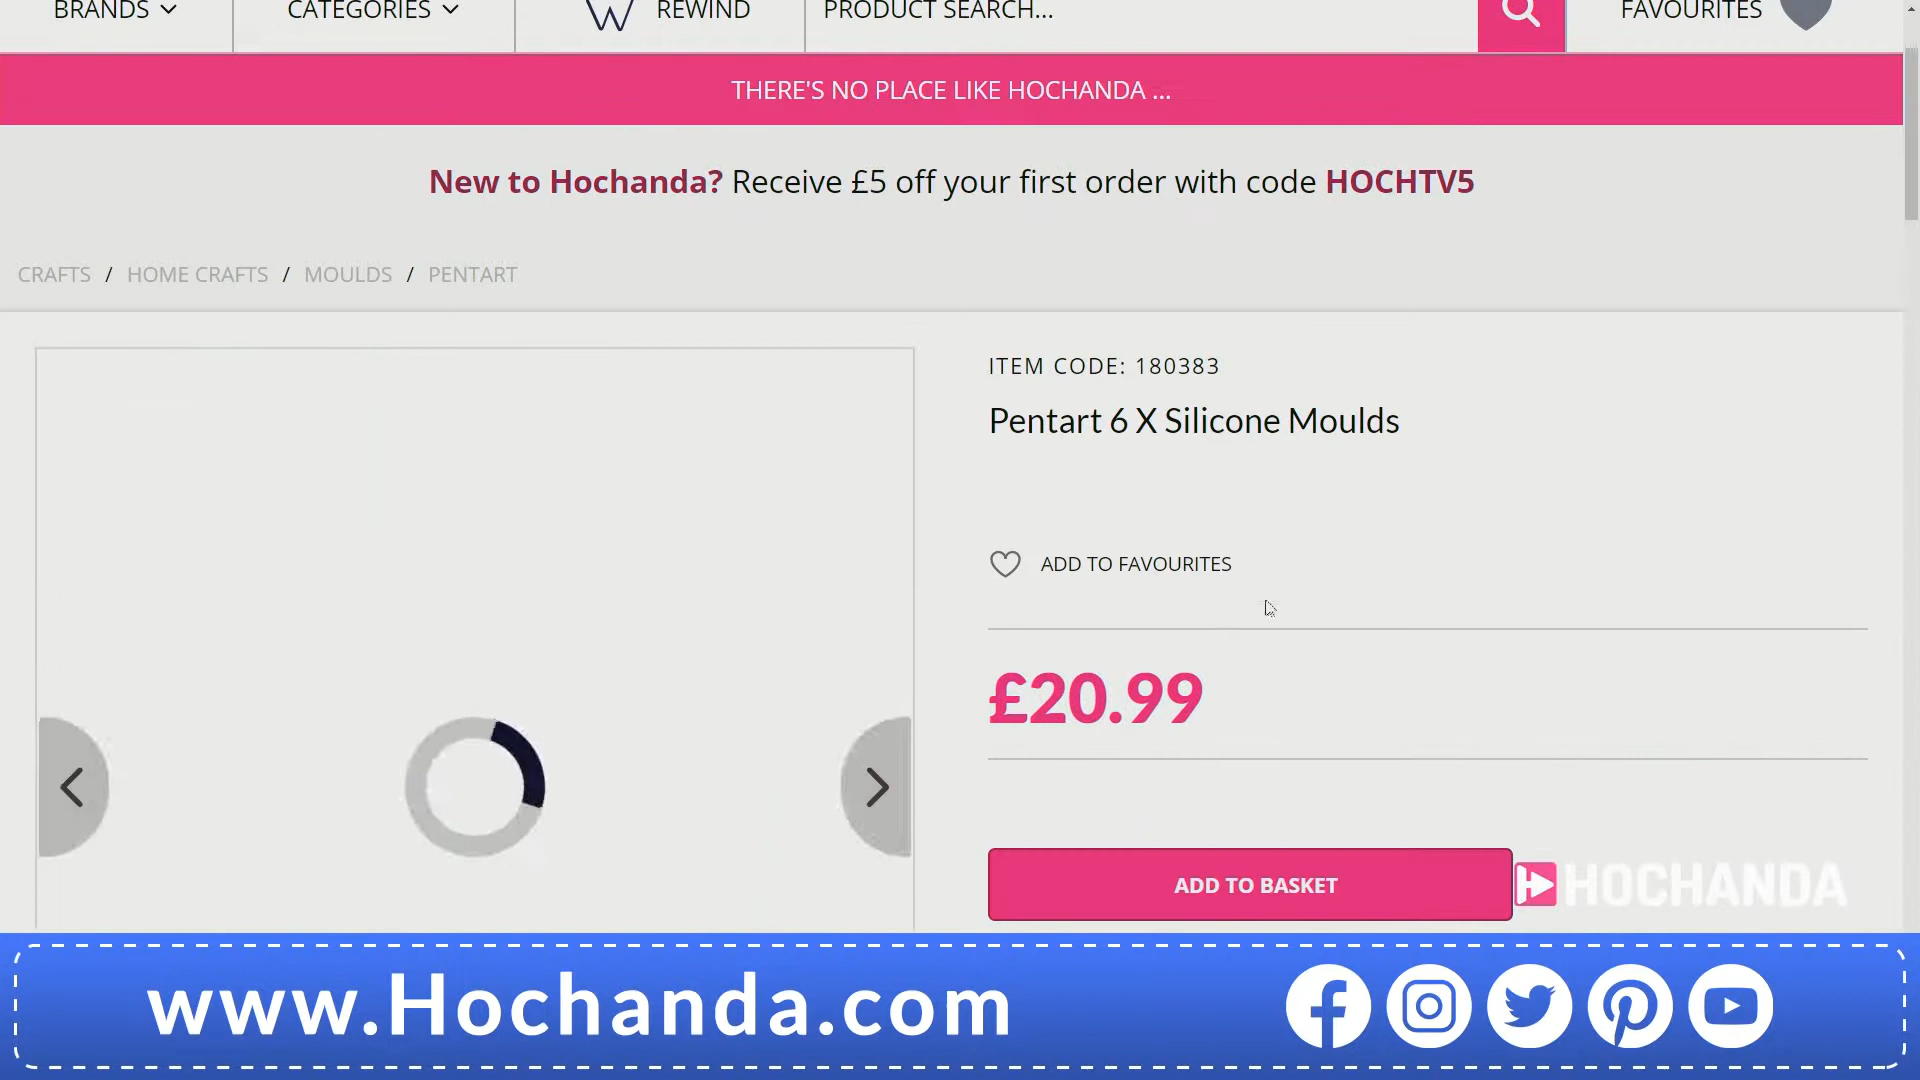 BRANDS
CATEGORIES
REWIND
PRODUCT SEARCH...
FAVOURITES
THERE'S NO PLACE LIKE HOCHANDA ...
New to Hochanda? Receive £5 off your first order with code HOCHTV5
CRAFTS / HOME CRAFTS / MOULDS / PENTART
ITEM CODE: 180383
Pentart 6 X Silicone Moulds
ADD TO FAVOURITES
£20.99
ADD TO BASKET
HOCHANDA
www.Hochanda.com